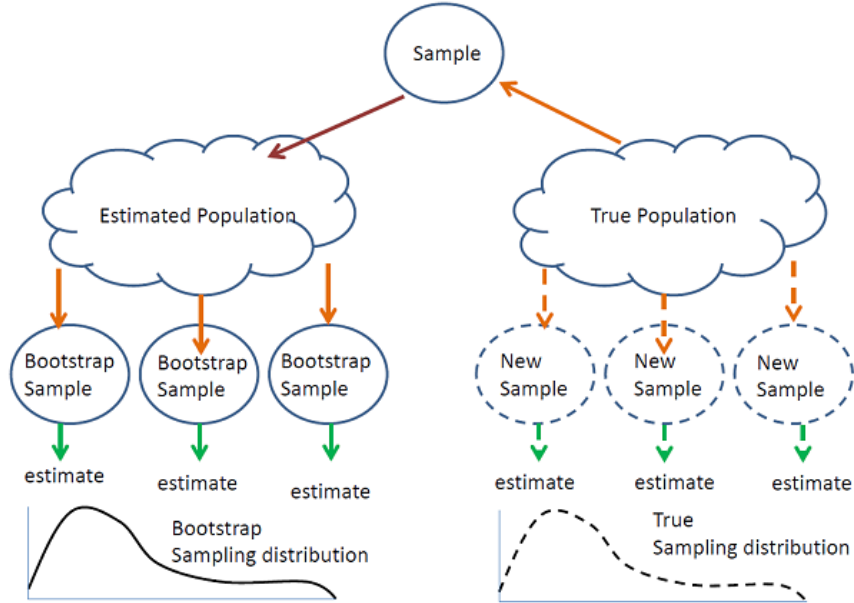 Sample
Estimated Population
True Population
Bootstrap
Sample
Bootstrap
Sample
Bootstrap
Sample
New
Sample
New
Sample
New
Sample
estimate
estimate
estimate
estimate
estimate
estimate
Bootstrap
Sampling distribution
True
Sampling distribution